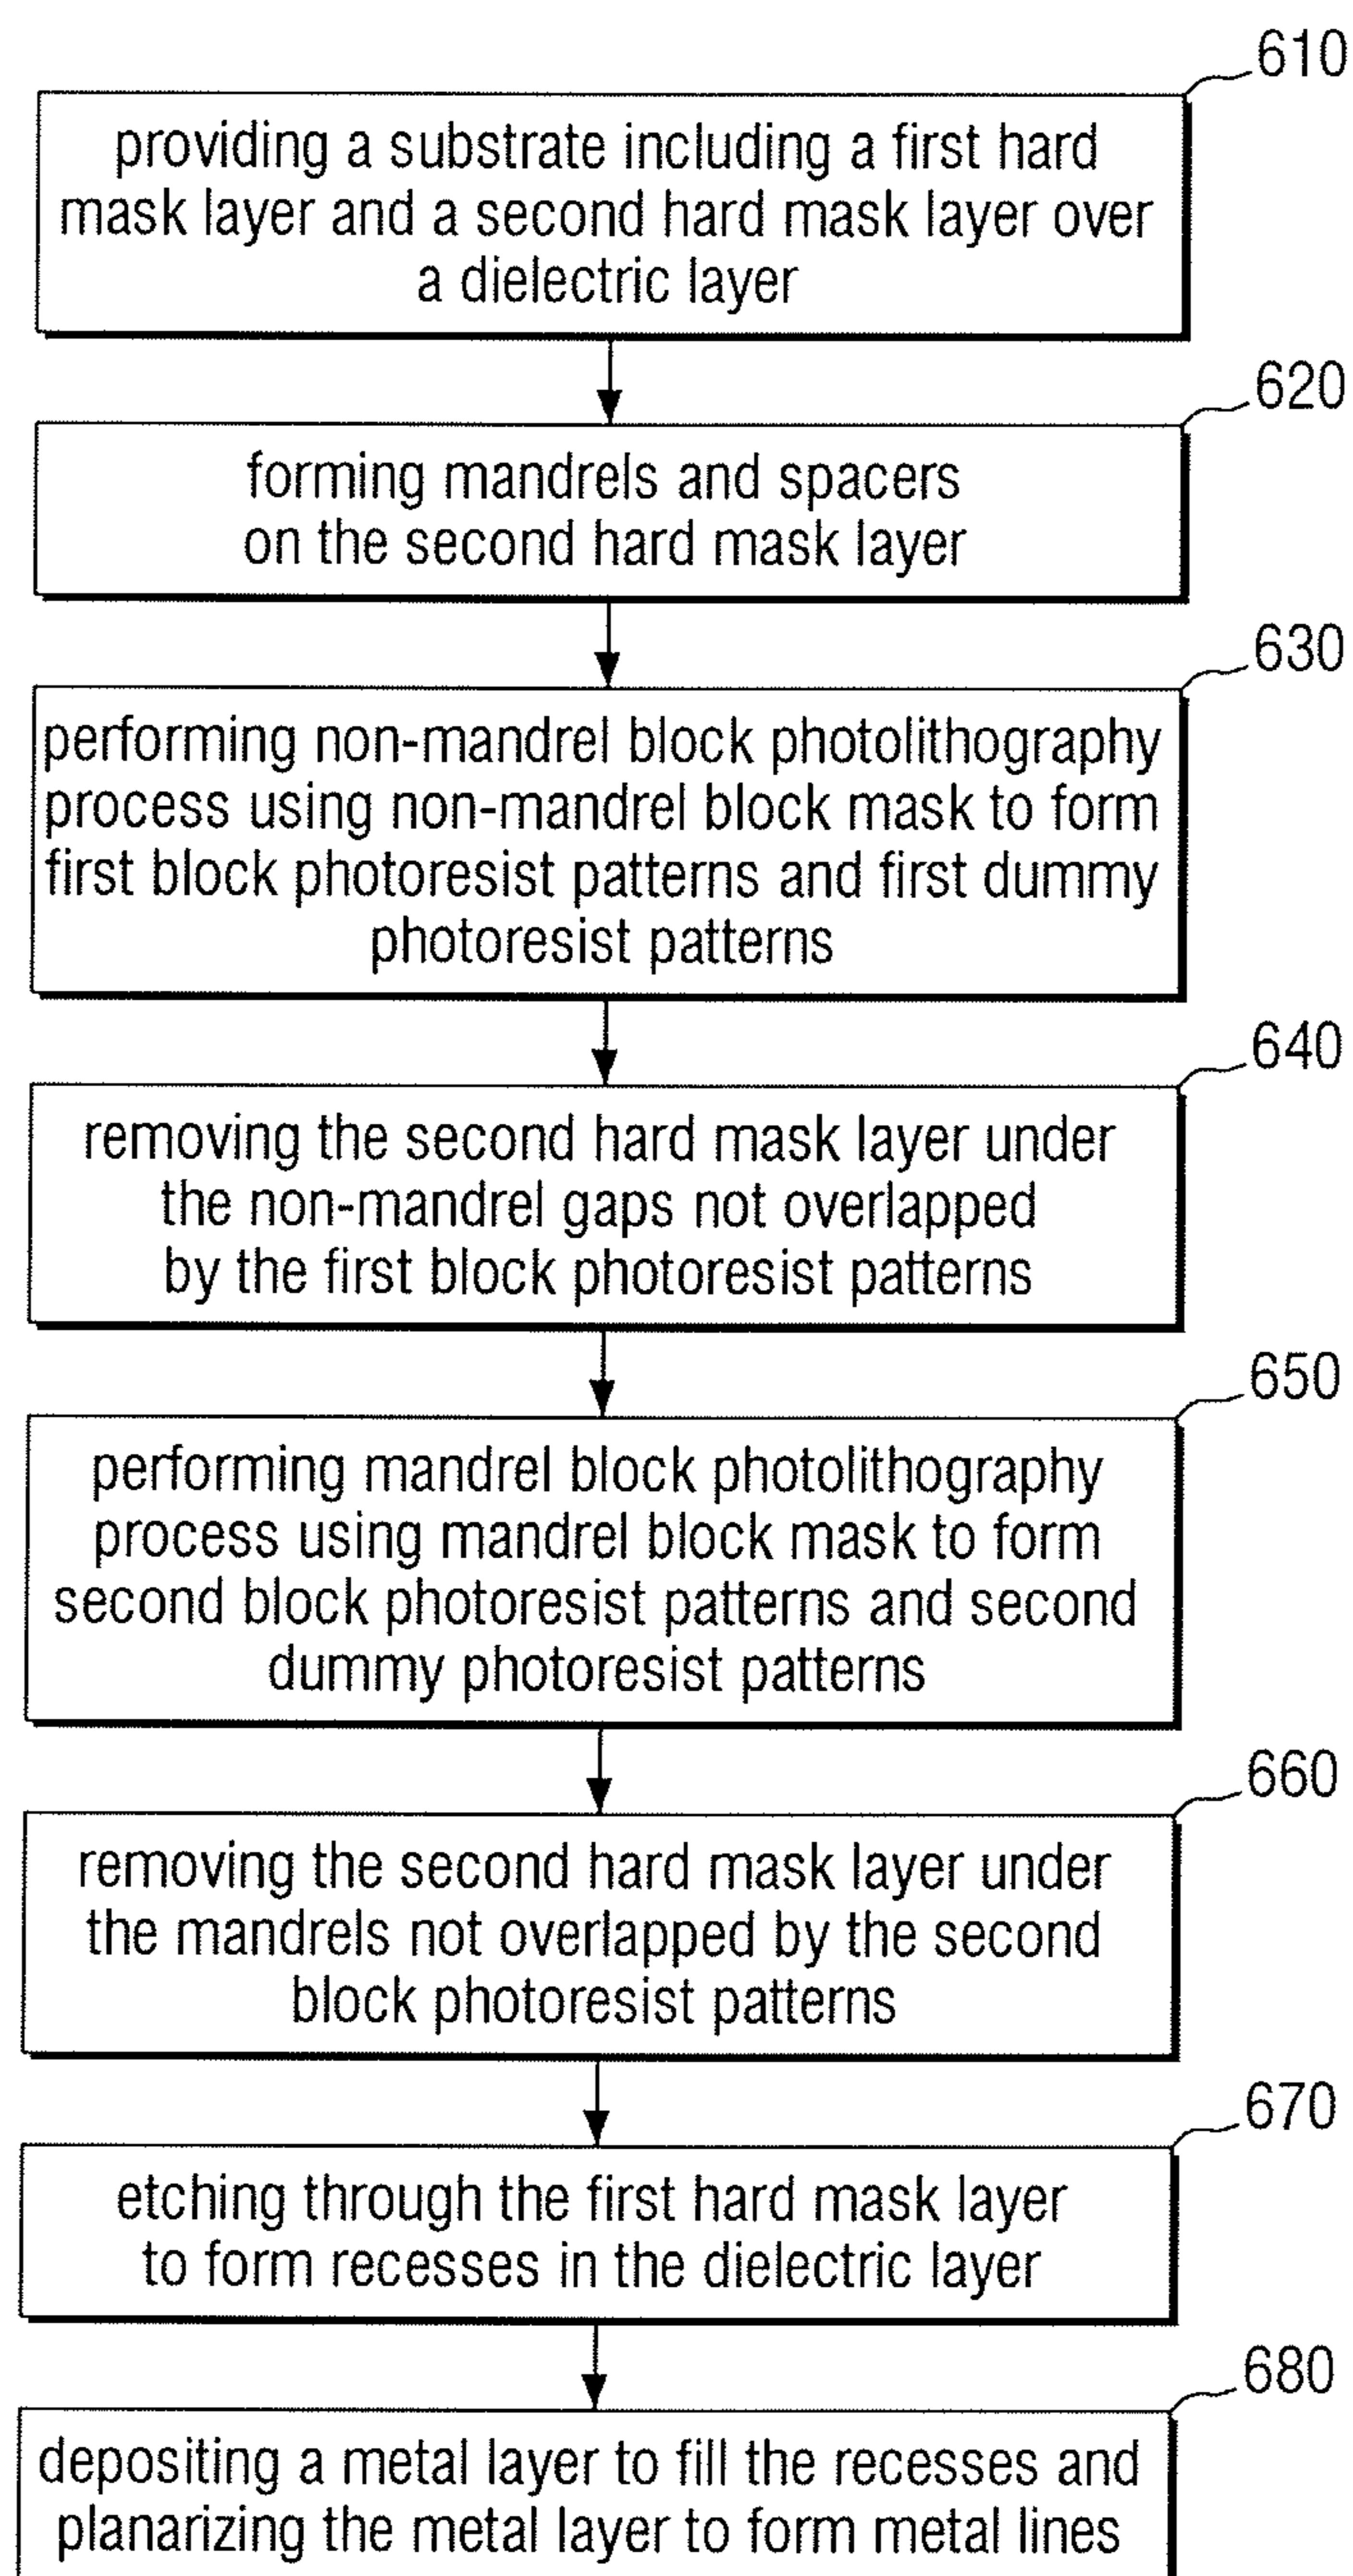 610
providing a substrate including a first hard
mask layer and a second hard mask layer over
a dielectric layer
620
forming mandrels and spacers
on the second hard mask layer
630
performing non-mandrel block photolithography
process using non-mandrel block mask to form
first block photoresist patterns and first dummy
photoresist patterns
640
removing the second hard mask layer under
the non-mandrel gaps not overlapped
by the first block photoresist patterns
650
performing mandrel block photolithography
process using mandrel block mask to form
second block photoresist patterns and second
dummy photoresist patterns
660
removing the second hard mask layer under
the mandrels not overlapped by the second
block photoresist patterns
670
etching through the first hard mask layer
to form recesses in the dielectric layer
680
depositing a metal layer to fill the recesses and
planarizing the metal layer to form metal lines